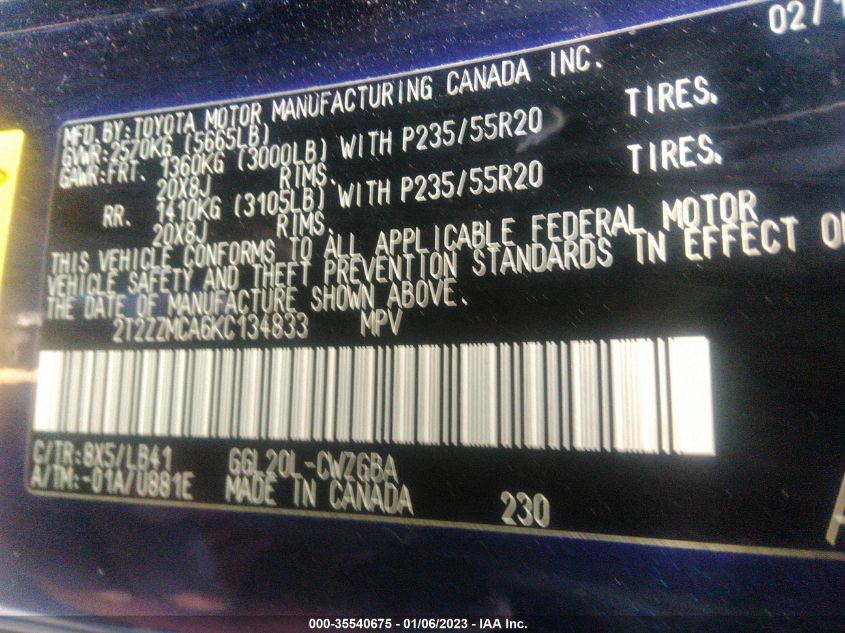 02/1
MFD. BY: TOYOTA MOTOR MANUFACTURING CANADA INC.
GVWR: 2570KG (5665LB)
GAWR: FRT. 1360KG (3000LB) WITH P235/55R20 TIRES.
20X8J RIMS.
RR. 1410KG (3105LB) WITH P235/55R20 TIRES.
20X8J RIMS.
THIS VEHICLE CONFORMS TO ALL APPLICABLE FEDERAL MOTOR
VEHICLE SAFETY AND THEFT PREVENTION STANDARDS IN EFFECT ON
THE DATE OF MANUFACTURE SHOWN ABOVE.
2T2ZZMCA6KC134833 MPV
C/TR: 8X5/LB41 GGL20L-CWZGBA
A/TM: -01A/U881E MADE IN CANADA 230
000-35540675 - 01/06/2023 - IAA Inc.